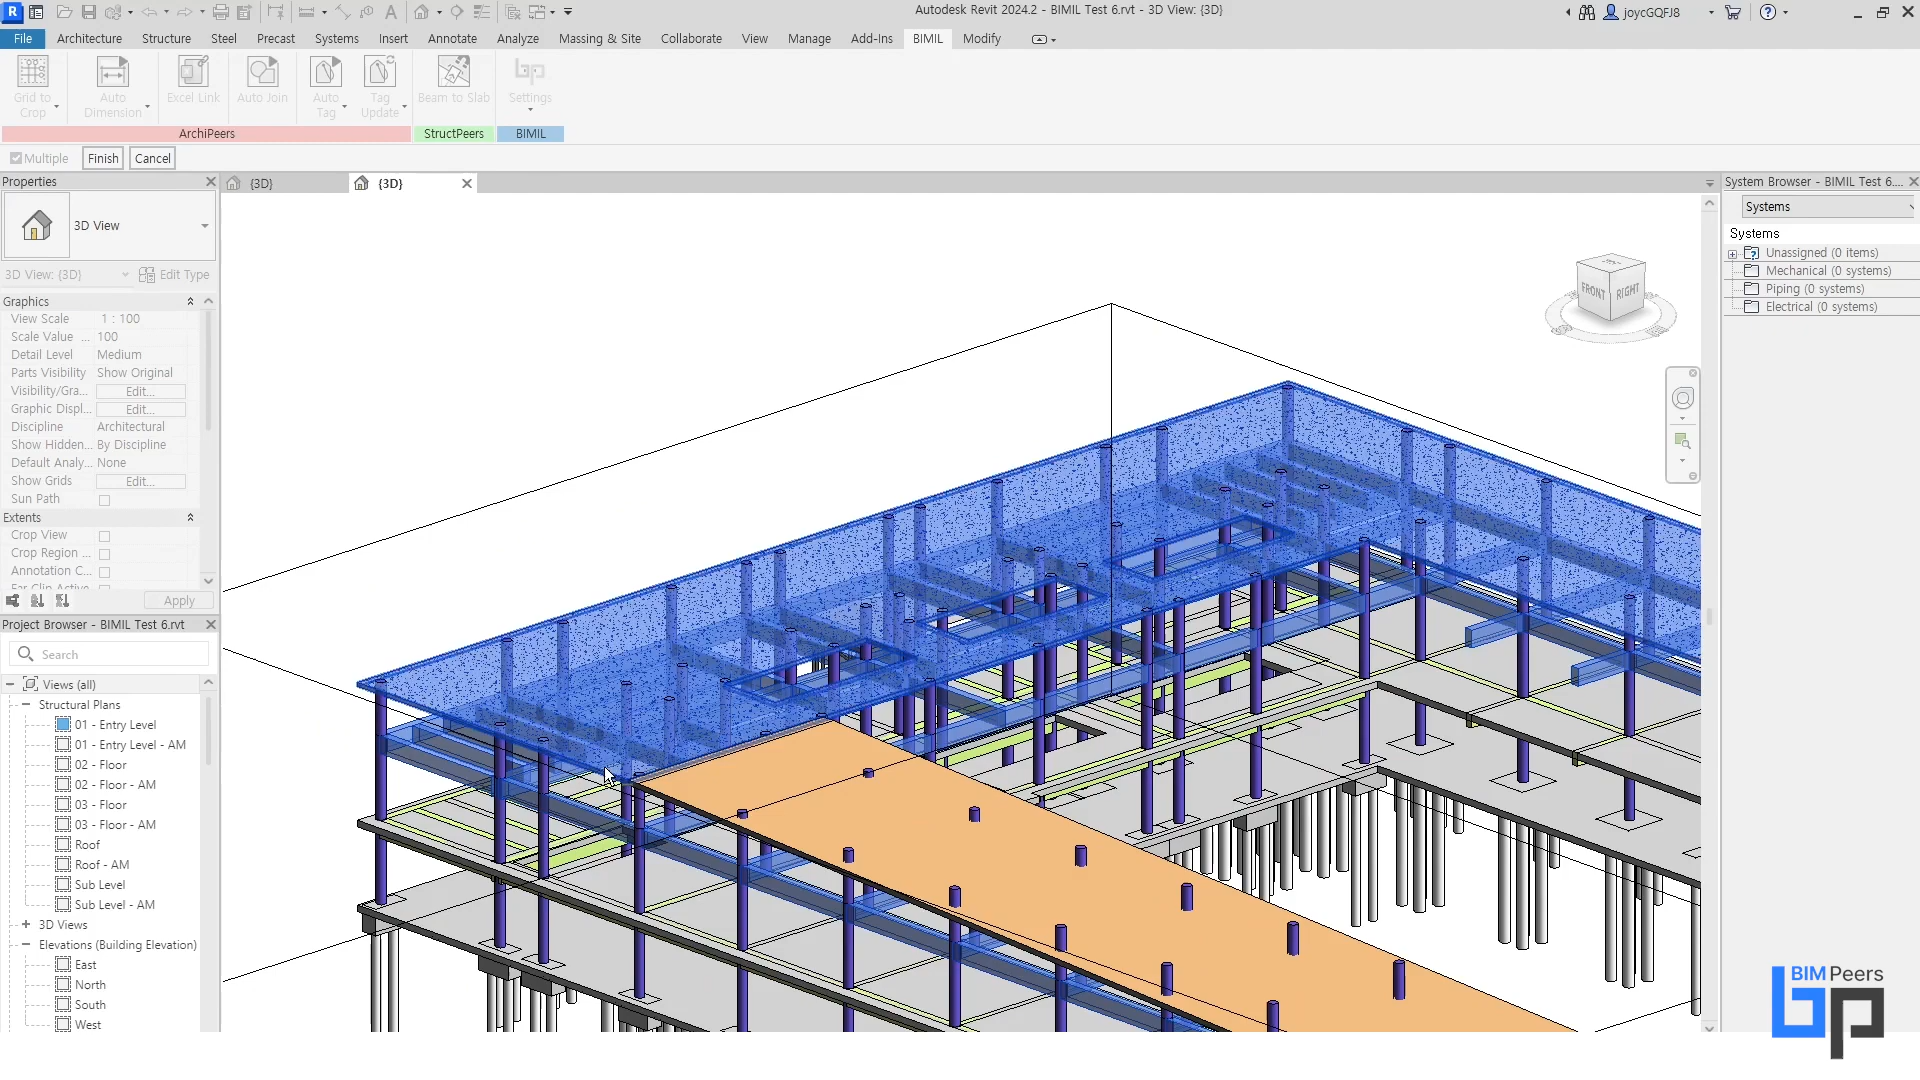 Autodesk Revit 2024.2 - BIMIL Test 6.rvt - 3D View: {3D}
joycGQFJ8
File Architecture Structure Steel Precast Systems Insert Annotate Analyze Massing & Site Collaborate View Manage Add-Ins BIMIL Modify
Grid to Crop
Auto Dimension
Excel Link
Auto Join
Auto Tag
Tag Update
Beam to Slab
Settings
ArchiPeers StructPeers BIMIL
Multiple Finish Cancel
Properties
{3D} {3D}
System Browser - BIMIL Test 6....
3D View
Systems
3D View: {3D} Edit Type
Systems
Unassigned (0 items)
Mechanical (0 systems)
Piping (0 systems)
Electrical (0 systems)
FRONT RIGHT
Graphics
View Scale 1 : 100
Scale Value ... 100
Detail Level Medium
Parts Visibility Show Original
Visibility/Gra... Edit...
Graphic Displ... Edit...
Discipline Architectural
Show Hidden... By Discipline
Default Analy... None
Show Grids Edit...
Sun Path
Extents
Crop View
Crop Region ...
Annotation C...
Far Clip Active
Apply
Project Browser - BIMIL Test 6.rvt
Search
Views (all)
Structural Plans
01 - Entry Level
01 - Entry Level - AM
02 - Floor
02 - Floor - AM
03 - Floor
03 - Floor - AM
Roof
Roof - AM
Sub Level
Sub Level - AM
3D Views
Elevations (Building Elevation)
East
North
South
West
BIMPeers
bp